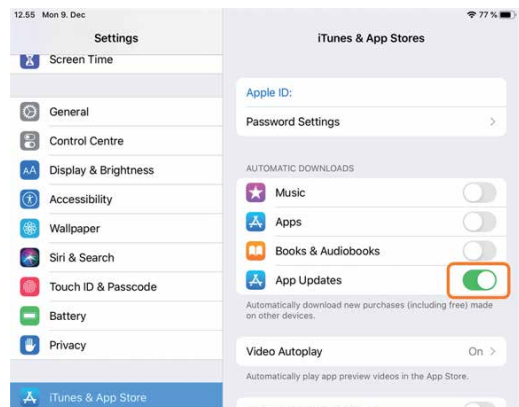 12.55 Mon 9. Dec
77 %
Settings
Screen Time
General
Control Centre
AA Display & Brightness
Accessibility
Wallpaper
Siri & Search
Touch ID & Passcode
Battery
Privacy
iTunes & App Store
iTunes & App Stores
Apple ID:
Password Settings
AUTOMATIC DOWNLOADS
Music
Apps
Books & Audiobooks
App Updates
Automatically download new purchases (including free) made
on other devices.
Video Autoplay On
Automatically play app preview videos in the App Store.